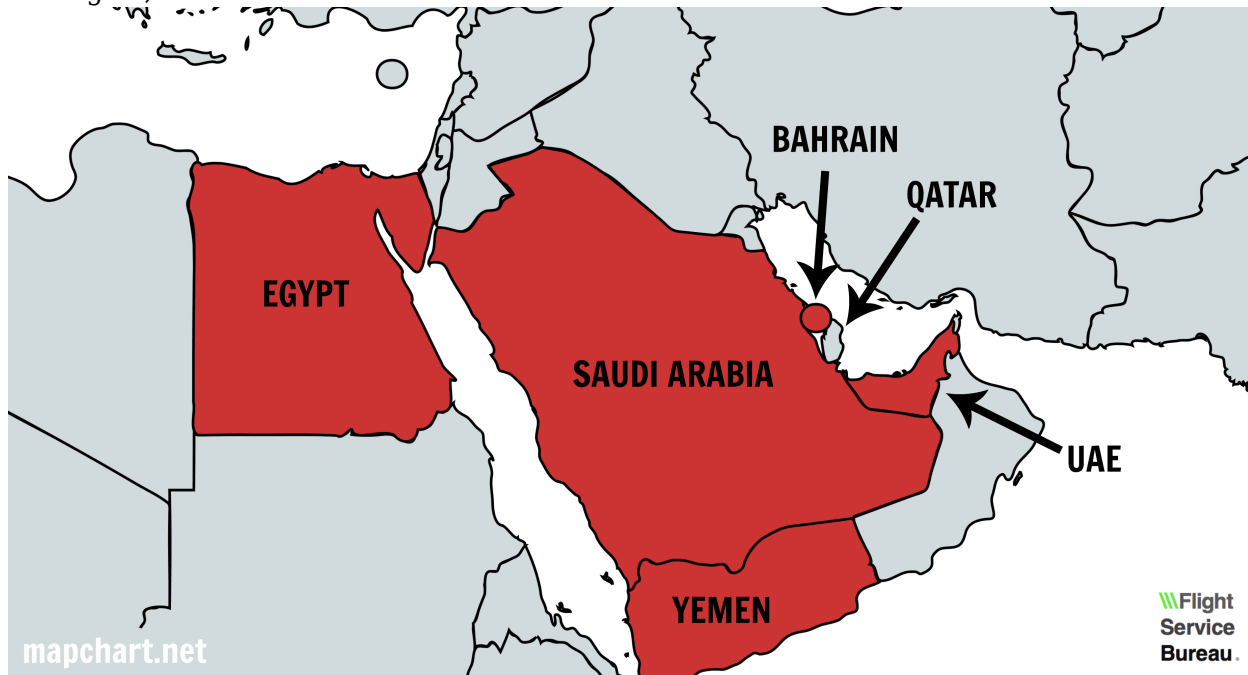 BAHRAIN
QATAR
EGYPT
SAUDI ARABIA
UAE
YEMEN
mapchart.net
\\\Flight
Service
Bureau.